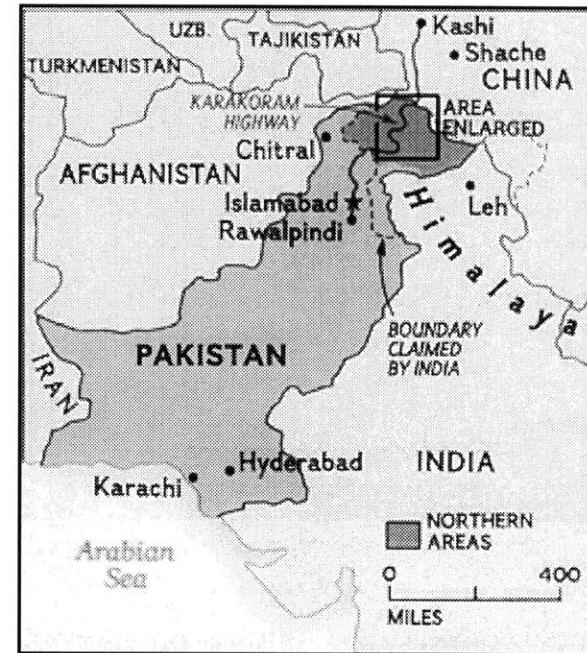 UZB.
TAJIKISTAN
Kashi
Shache
TURKMENISTAN
CHINA
KARAKORAM
HIGHWAY
AREA
ENLARGED
Chitral
AFGHANISTAN
Islamabad
Rawalpindi
Leh
Himalaya
BOUNDARY
CLAIMED
BY INDIA
IRAN
PAKISTAN
Hyderabad
Karachi
INDIA
NORTHERN
AREAS
Arabian
Sea
0 400
MILES